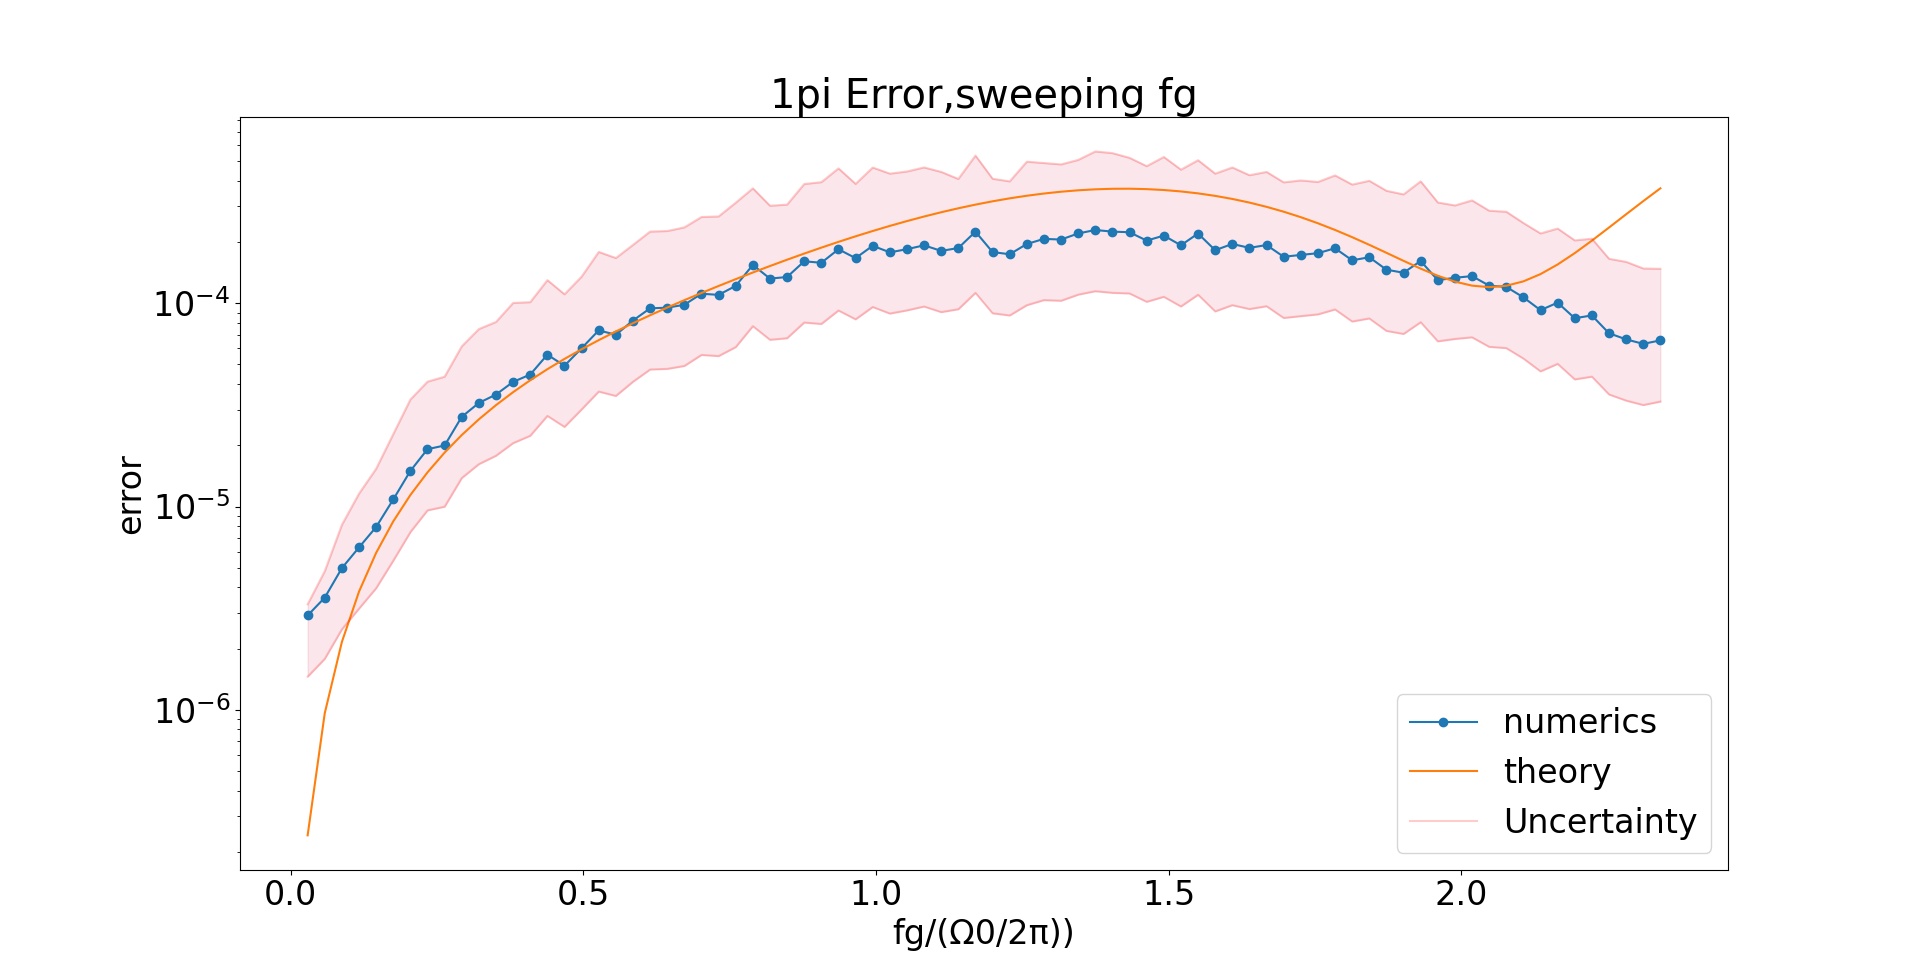 1pi Error,sweeping fg
error
10⁻⁴
10⁻⁵
10⁻⁶
numerics
theory
Uncertainty
0.0 0.5 1.0 1.5 2.0
fg/(Ω0/2π))